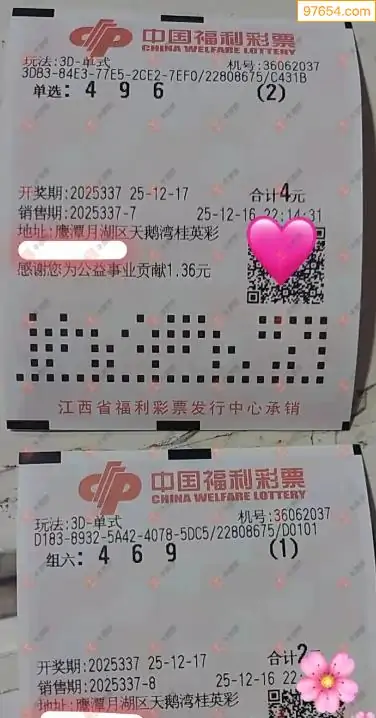 97654.com
中国福利彩票
CHINA WELFARE LOTTERY
玩法:3D-单式 机号:36062037
3DB3-84E3-77E5-2CE2-7EF0/22808675/C431B
单选: 4 9 6 (2)
开奖期:2025337 25-12-17 合计4元
销售期:2025337-7 25-12-16 22:14:31
地址:鹰潭月湖区天鹅湾桂英彩
感谢您为公益事业贡献1.36元
江西省福利彩票发行中心承销
中国福利彩票
CHINA WELFARE LOTTERY
玩法:3D-单式 机号:36062037
D183-8932-5A42-4078-5DC5/22808675/D0101
组六: 4 6 9 (1)
开奖期:2025337 25-12-17 合计2元
销售期:2025337-8 25-12-16 22
地址:鹰潭月湖区天鹅湾桂英彩